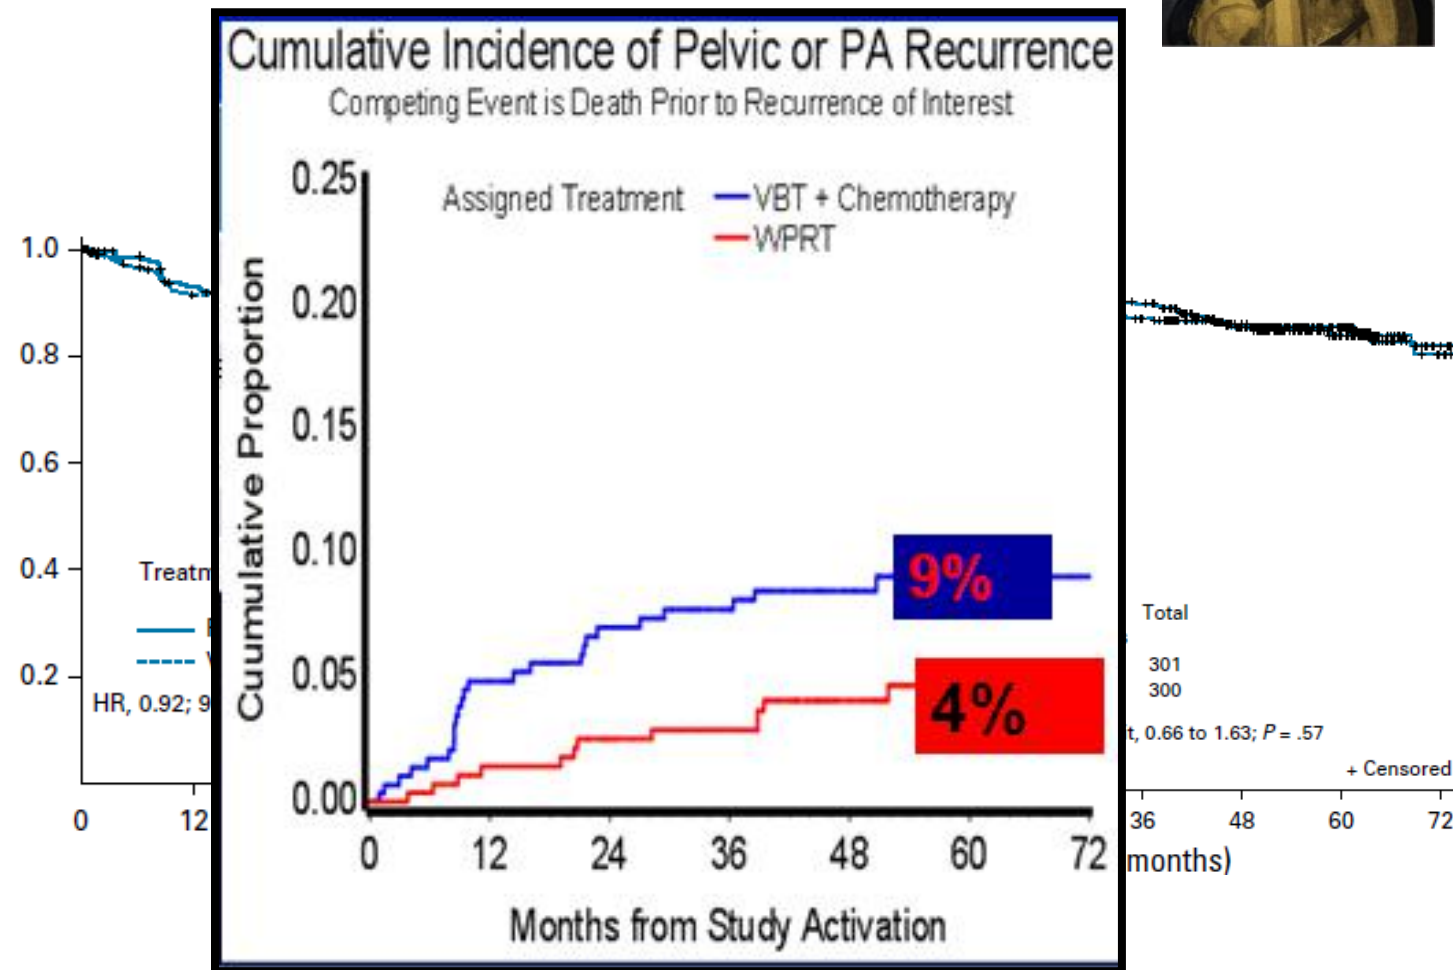 Cumulative Incidence of Pelvic or PA Recurrence
Competing Event is Death Prior to Recurrence of Interest
Assigned Treatment
VBT + Chemotherapy
WPRT
Cuumulative Proportion
0.25
0.20
0.15
0.10
0.05
0.00
9%
4%
0 12 24 36 48 60 72
Months from Study Activation
1.0
0.8
0.6
0.4
0.2
HR, 0.92; 9
0 12
Total
301
300
t, 0.66 to 1.63; P = .57
+ Censored
36 48 60 72
months)